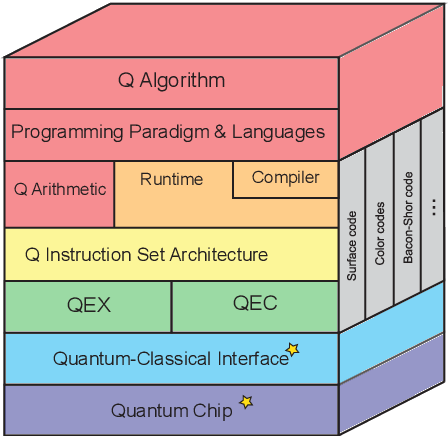 Q Algorithm
Programming Paradigm & Languages
Q Arithmetic
Runtime
Compiler
Q Instruction Set Architecture
QEX
QEC
Quantum-Classical Interface
Quantum Chip
Surface code
Color codes
Bacon-Shor code
...